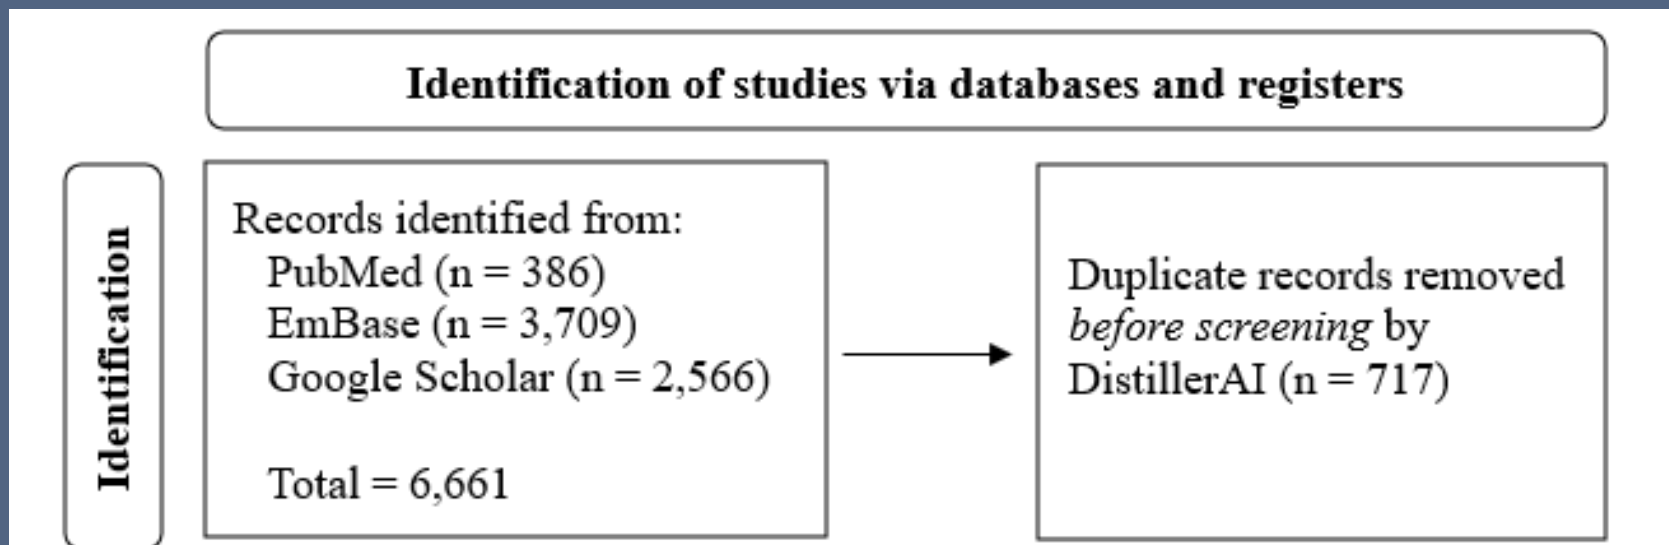 Identification of studies via databases and registers
Identification
Records identified from:
PubMed (n = 386)
EmBase (n = 3,709)
Google Scholar (n = 2,566)
Total = 6,661
Duplicate records removed
before screening by
DistillerAI (n = 717)